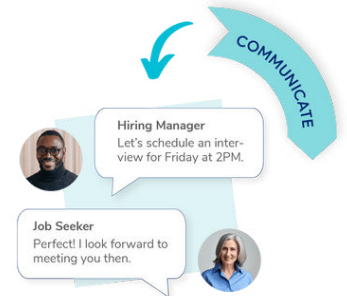 COMMUNICATE
Hiring Manager
Let's schedule an inter-
view for Friday at 2PM.
Job Seeker
Perfect! I look forward to
meeting you then.